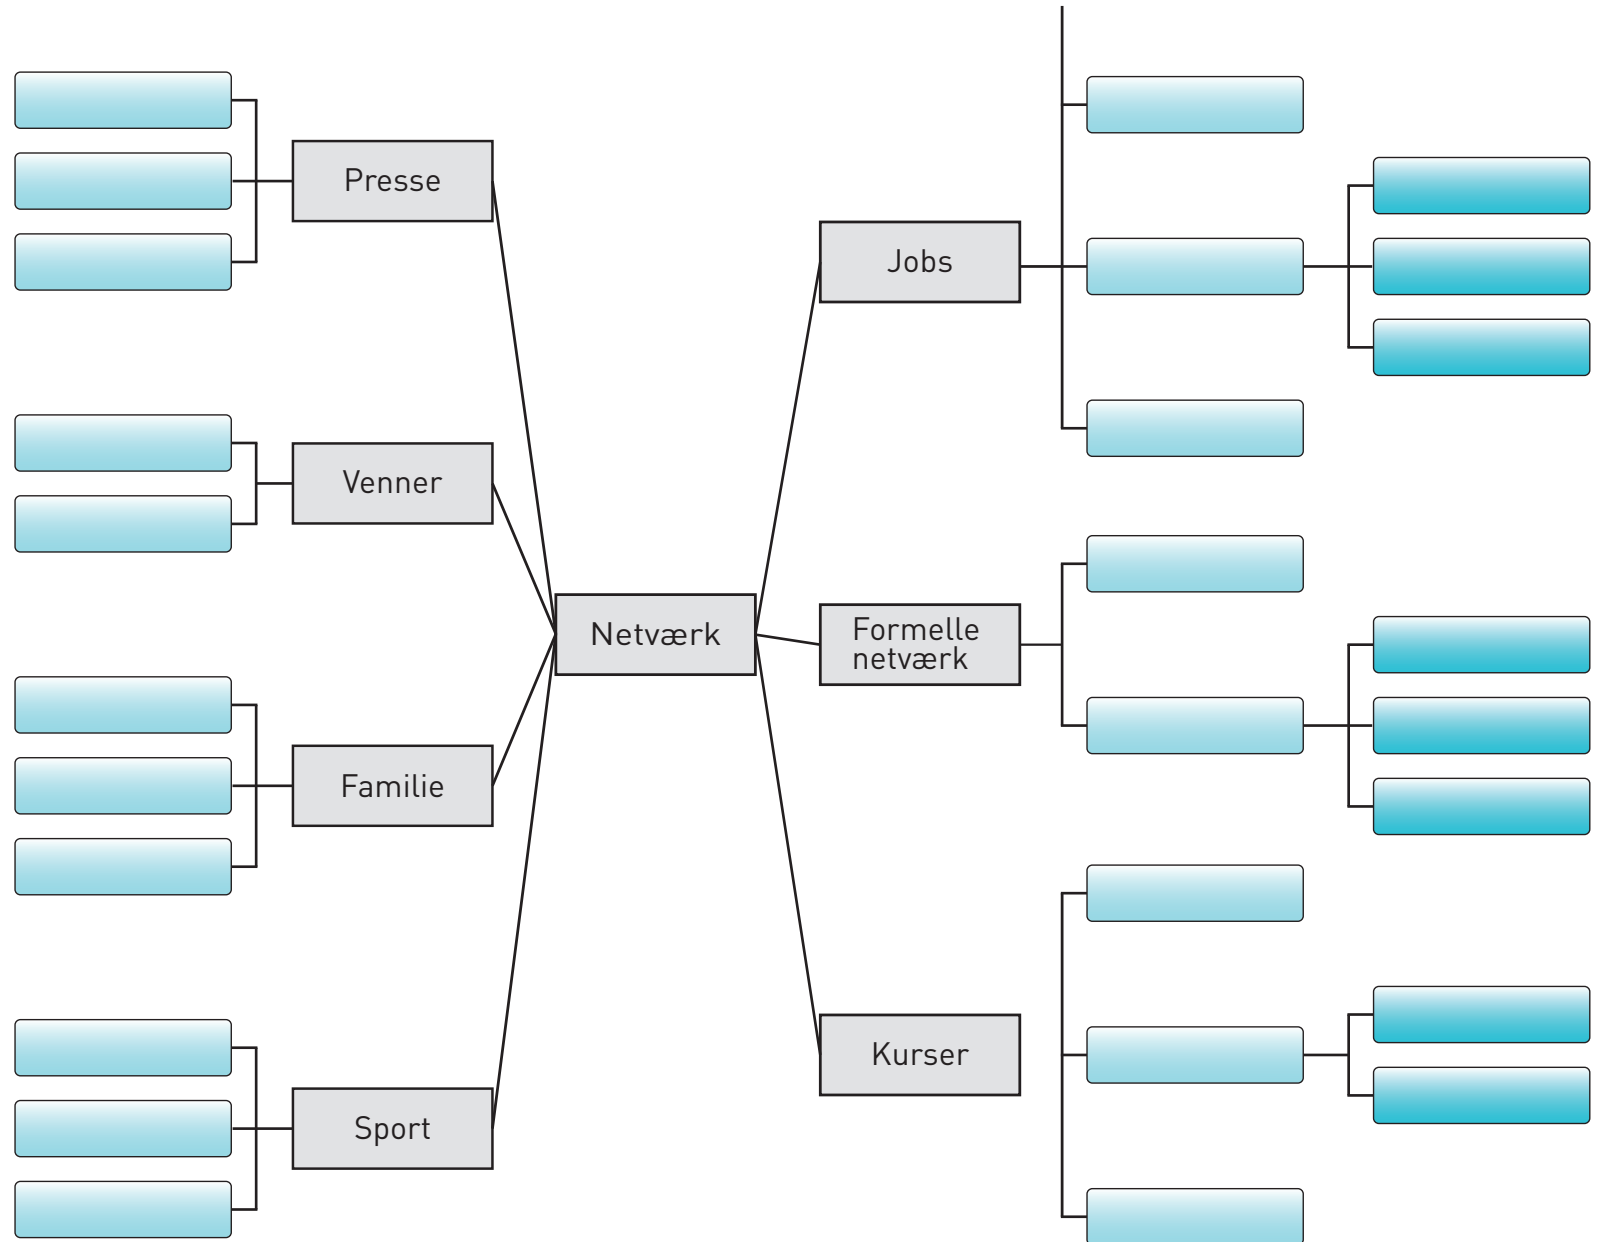 Presse
Jobs
Venner
Netværk
Formelle
netværk
Familie
Kurser
Sport